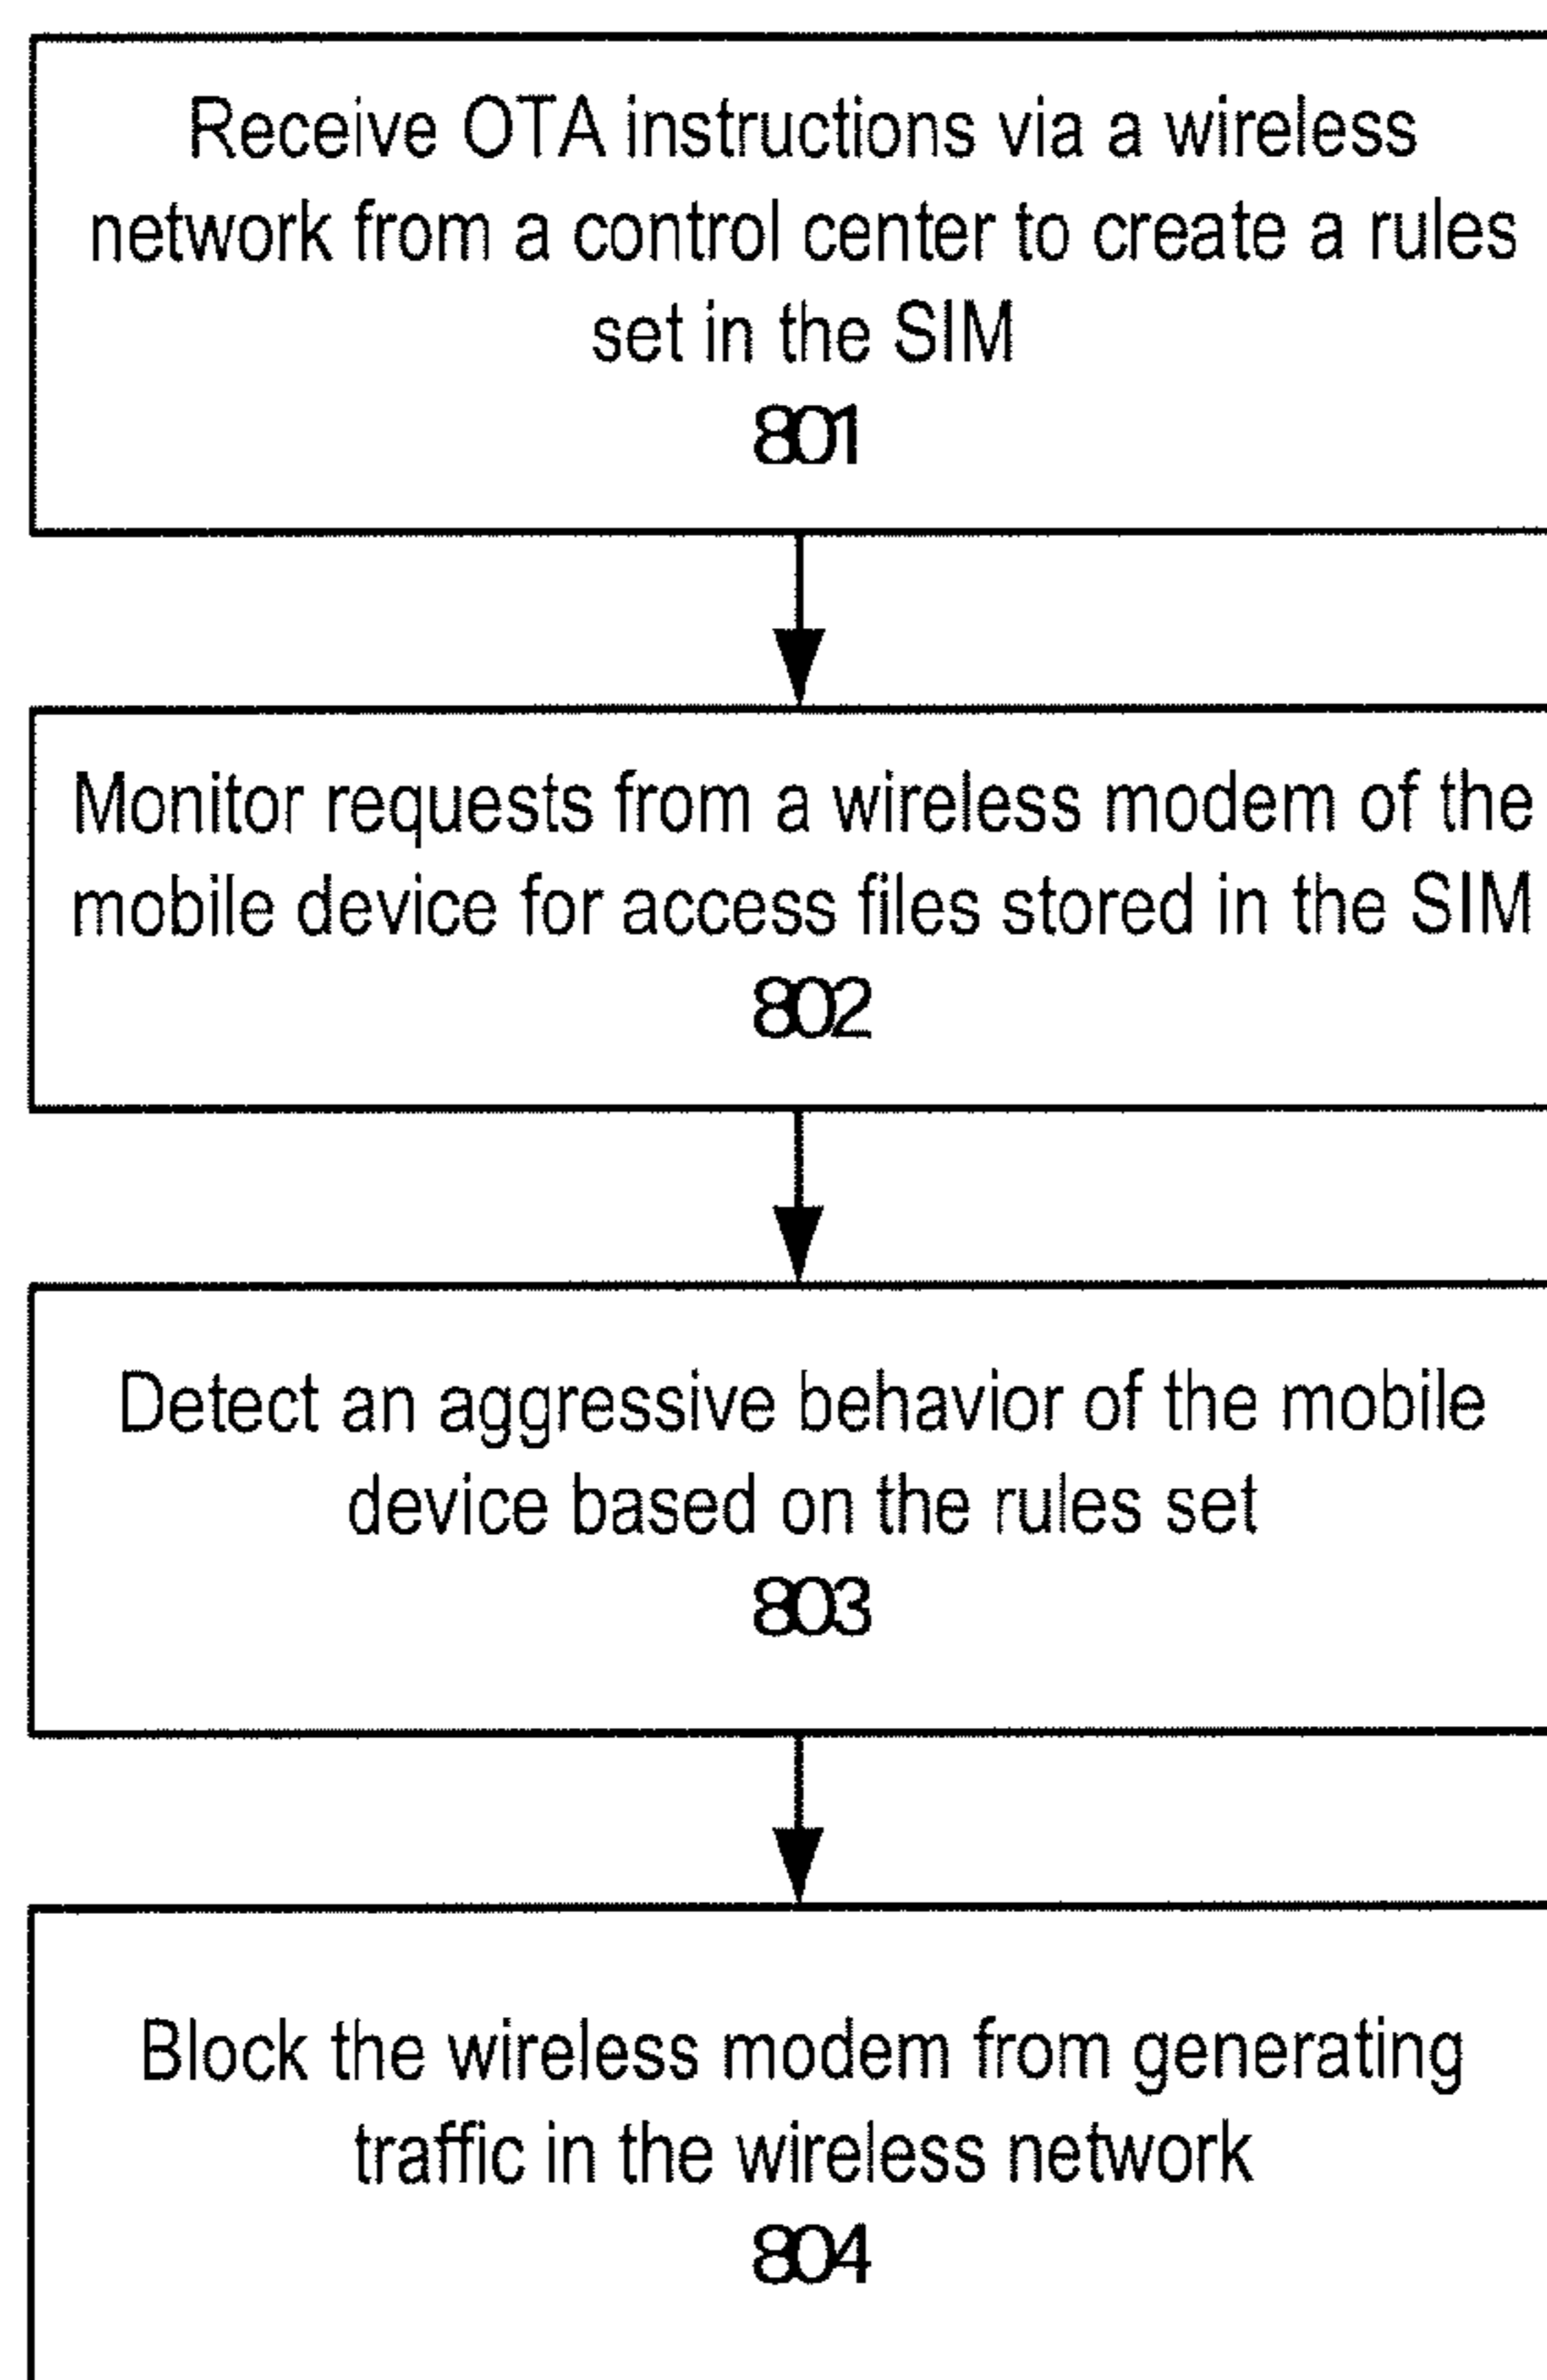 Receive OTA instructions via a wireless
network from a control center to create a rules
set in the SIM
801
Monitor requests from a wireless modem of the
mobile device for access files stored in the SIM
802
Detect an aggressive behavior of the mobile
device based on the rules set
803
Block the wireless modem from generating
traffic in the wireless network
804